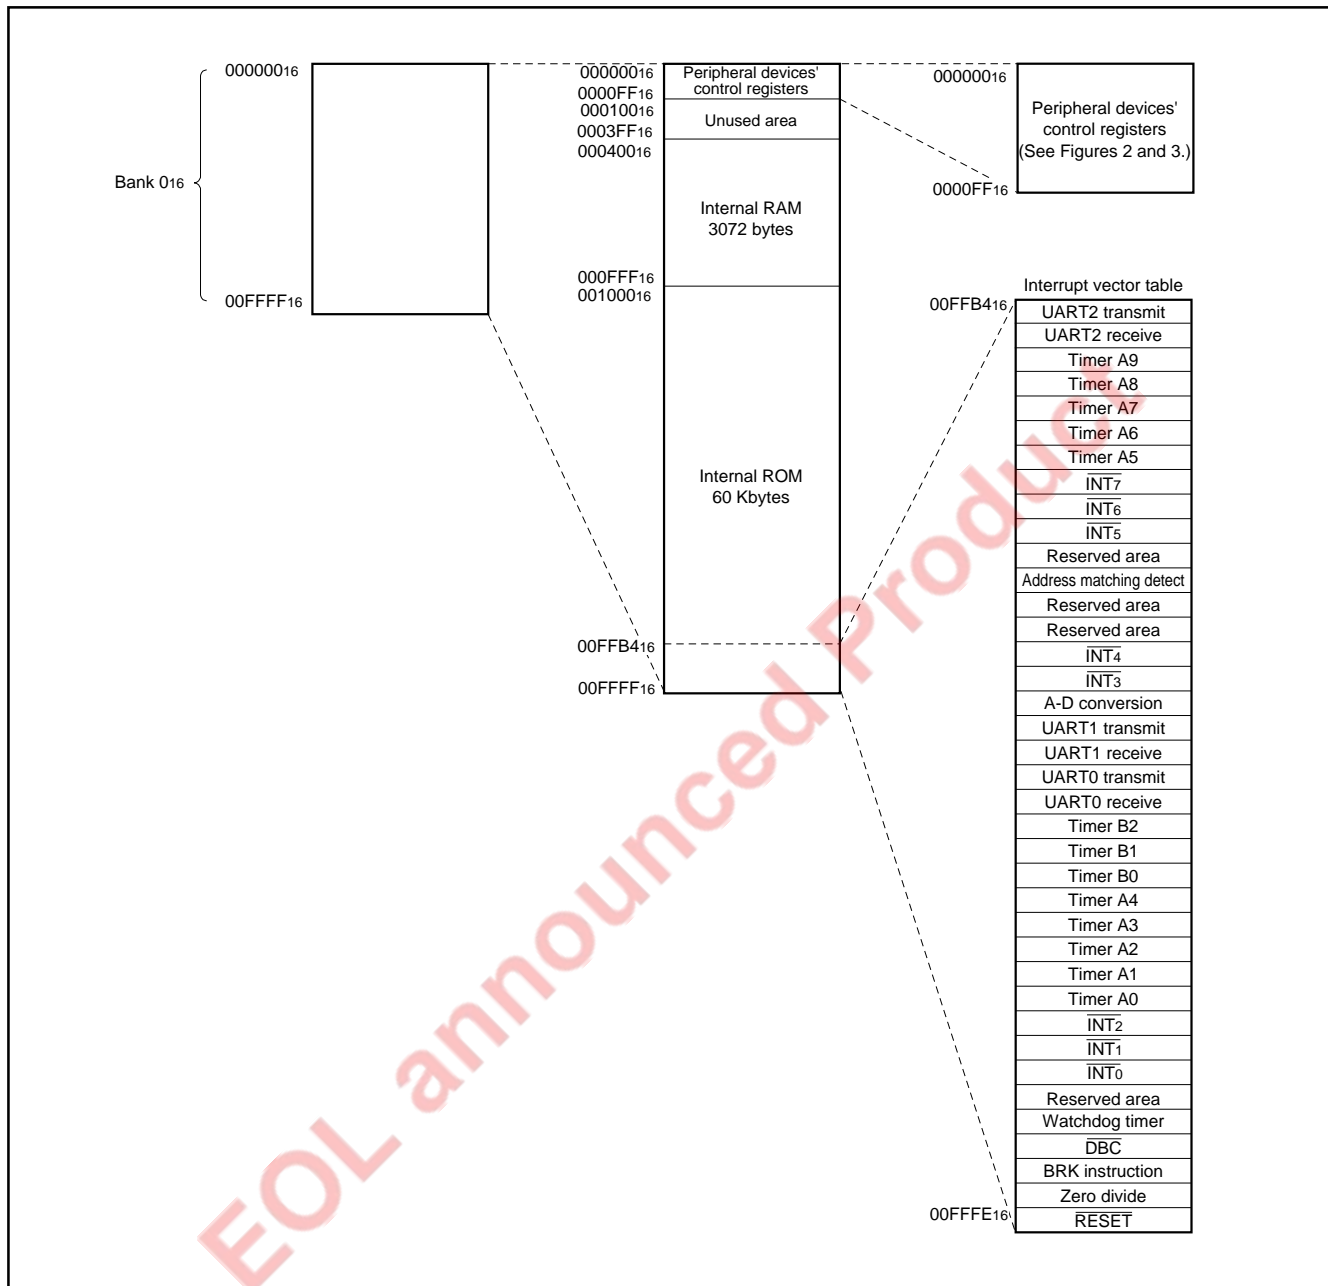 Bank 016
00000016
00FFFF16
00000016
0000FF16
00010016
0003FF16
00040016
000FFF16
00100016
00FFB416
00FFFF16
Peripheral devices'
control registers
Unused area
Internal RAM
3072 bytes
Internal ROM
60 Kbytes
00000016
0000FF16
Peripheral devices'
control registers
(See Figures 2 and 3.)
Interrupt vector table
00FFB416
UART2 transmit
UART2 receive
Timer A9
Timer A8
Timer A7
Timer A6
Timer A5
INT7
INT6
INT5
Reserved area
Address matching detect
Reserved area
Reserved area
INT4
INT3
A-D conversion
UART1 transmit
UART1 receive
UART0 transmit
UART0 receive
Timer B2
Timer B1
Timer B0
Timer A4
Timer A3
Timer A2
Timer A1
Timer A0
INT2
INT1
INT0
Reserved area
Watchdog timer
DBC
BRK instruction
Zero divide
00FFFE16
RESET
EOL announced Product